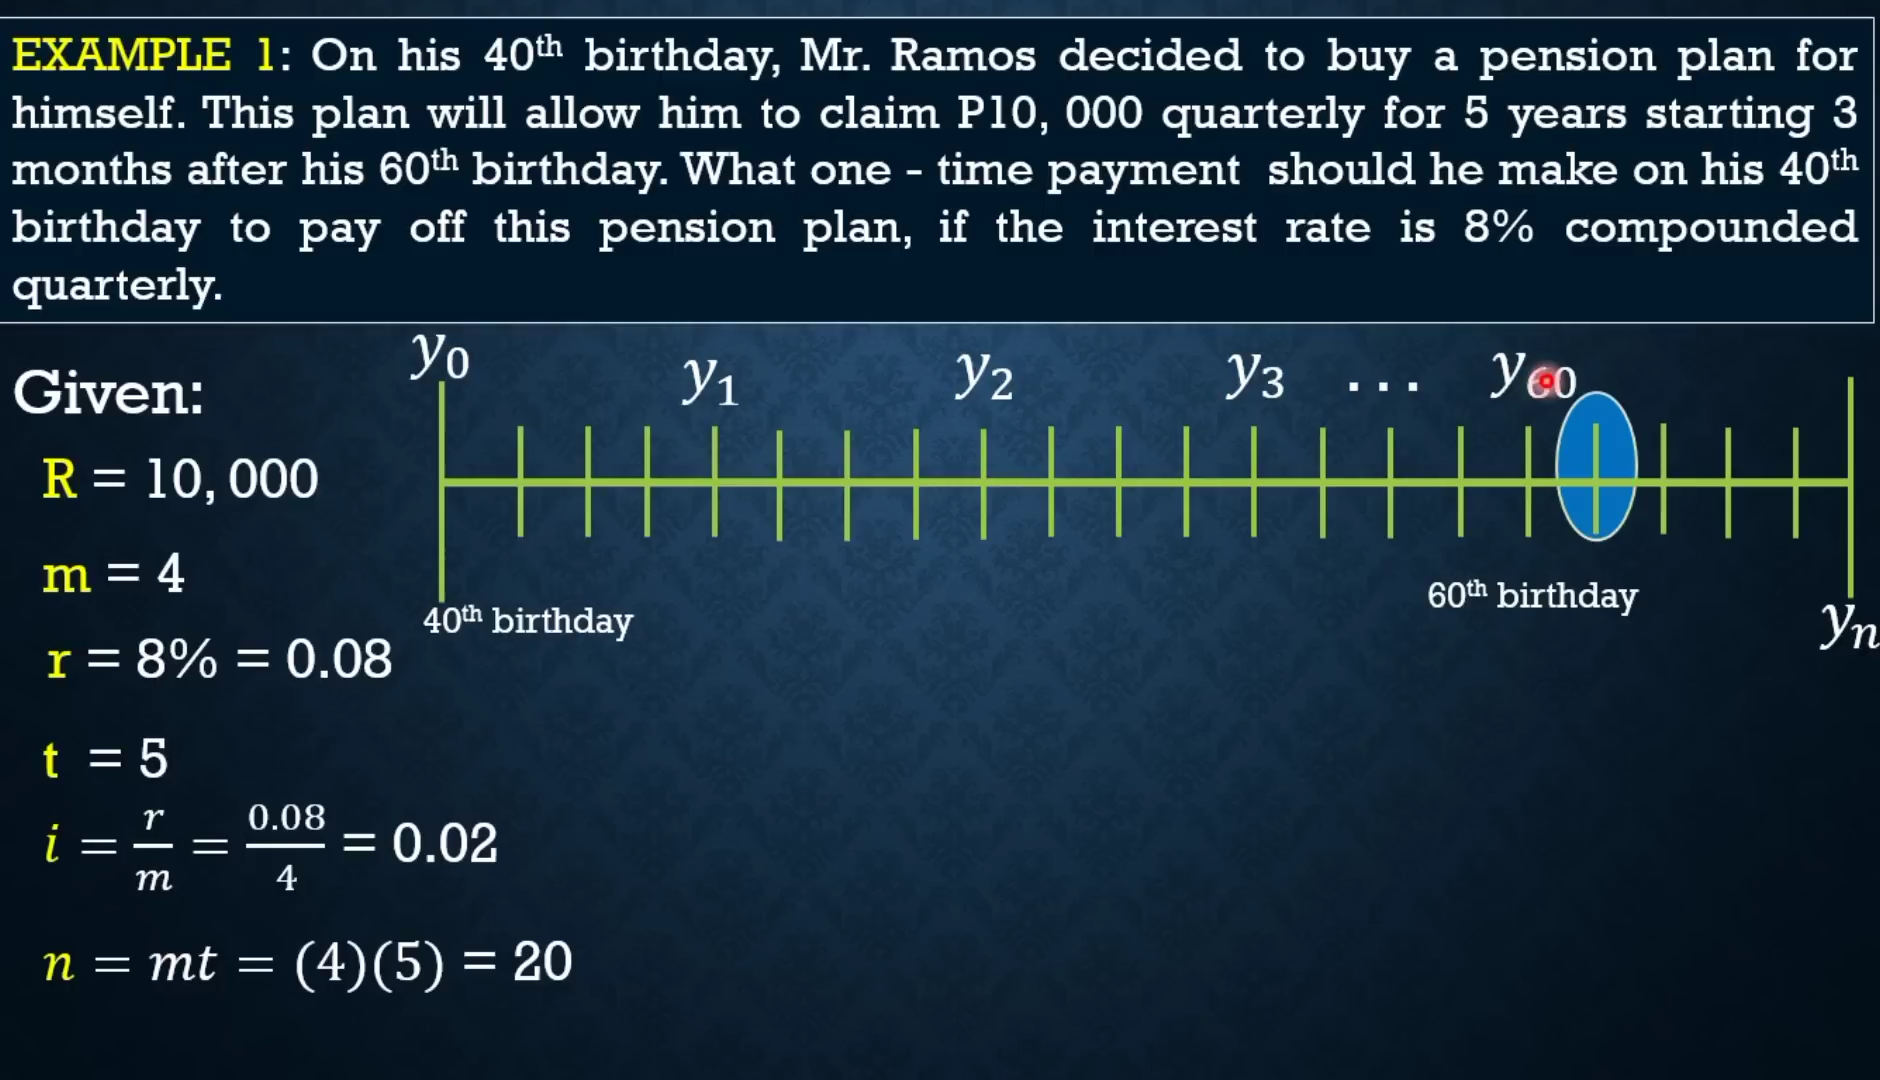 EXAMPLE 1: On his 40th birthday, Mr. Ramos decided to buy a pension plan for
himself. This plan will allow him to claim P10, 000 quarterly for 5 years starting 3
months after his 60th birthday. What one - time payment should he make on his 40th
birthday to pay off this pension plan, if the interest rate is 8% compounded
quarterly.
y₀ y₁ y₂ y₃ ... y₆₀
Given:
R = 10, 000
m = 4
40th birthday 60th birthday yₙ
r = 8% = 0.08
t = 5
i = r/m = 0.08/4 = 0.02
n = mt = (4)(5) = 20